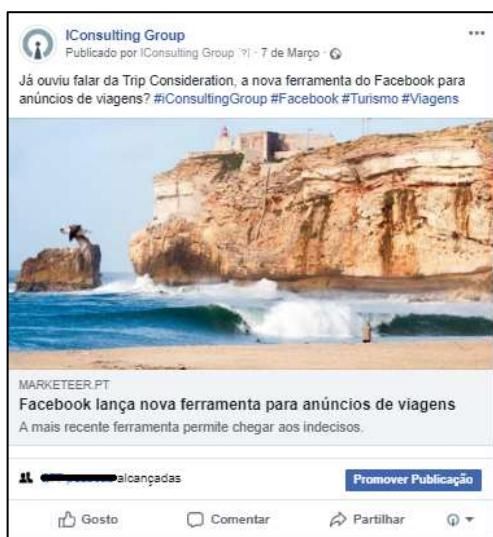 IConsulting Group
Publicado por IConsulting Group [?] · 7 de Março ·
Já ouviu falar da Trip Consideration, a nova ferramenta do Facebook para
anúncios de viagens? #iConsultingGroup #Facebook #Turismo #Viagens
MARKETEER.PT
Facebook lança nova ferramenta para anúncios de viagens
A mais recente ferramenta permite chegar aos indecisos.
alcançadas
Promover Publicação
Gosto
Comentar
Partilhar